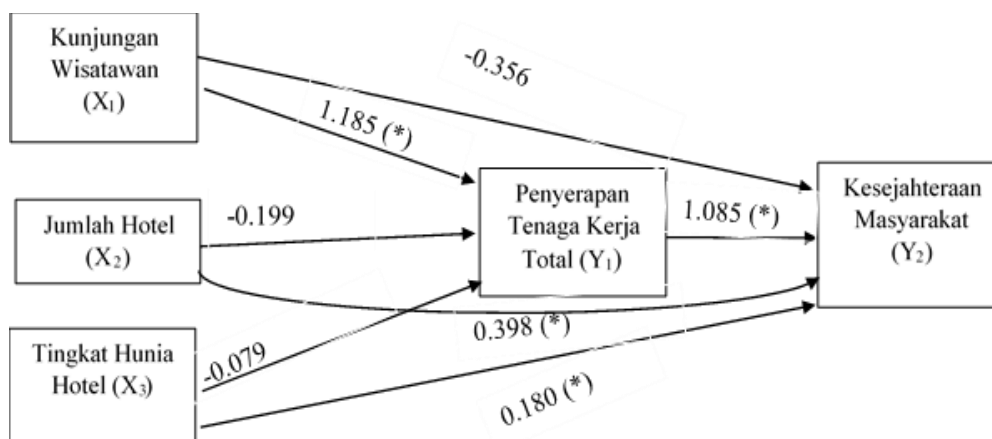 Kunjungan
Wisatawan
(X₁)
-0.356
1.185 (*)
Jumlah Hotel
(X₂)
-0.199
Penyerapan
Tenaga Kerja
Total (Y₁)
1.085 (*)
Kesejahteraan
Masyarakat
(Y₂)
0.398 (*)
Tingkat Hunia
Hotel (X₃)
-0.079
0.180 (*)